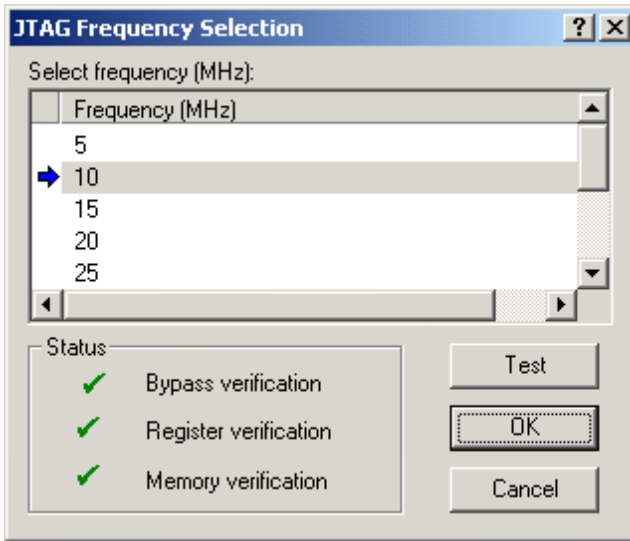 JTAG Frequency Selection
Select frequency (MHz):
Frequency (MHz)
5
10
15
20
25
Status
Bypass verification
Register verification
Memory verification
Test
OK
Cancel